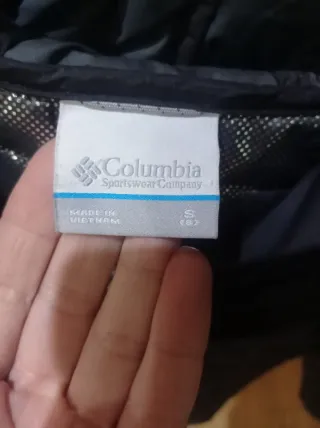 Columbia
Sportswear Company
MADE IN
VIETNAM
S